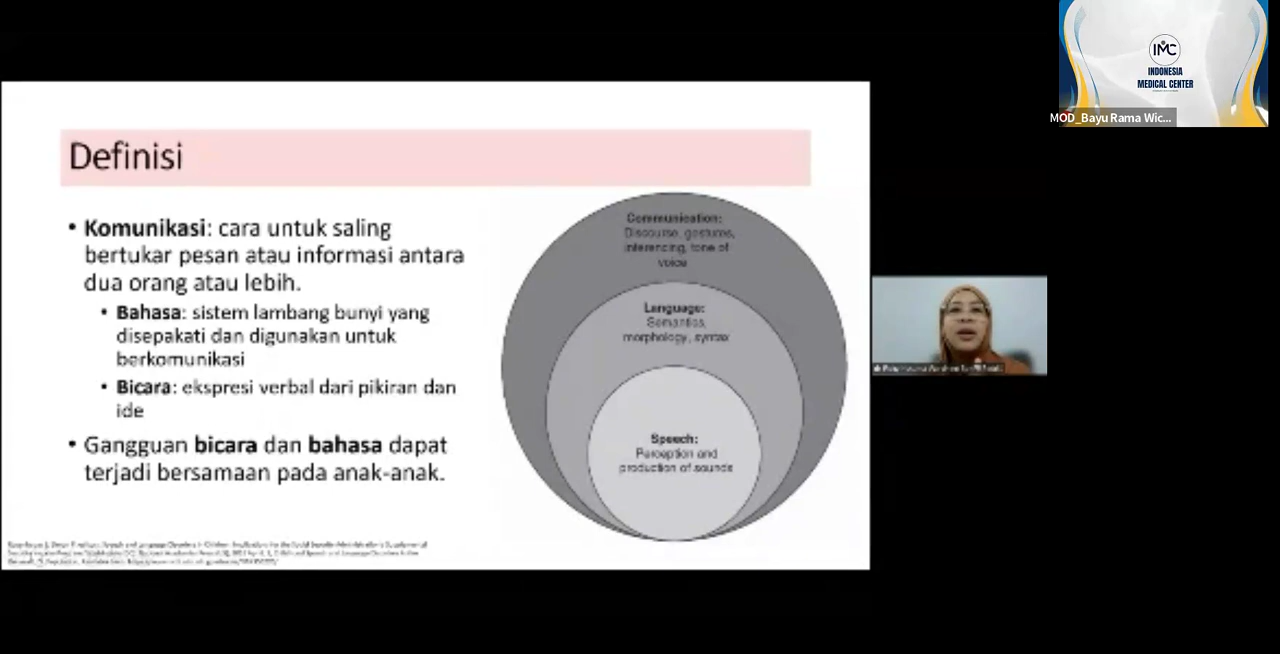 IMC
INDONESIA
MEDICAL CENTER
MOD_Bayu Rama Wic...
Definisi
• Komunikasi: cara untuk saling
bertukar pesan atau informasi antara
dua orang atau lebih.
• Bahasa: sistem lambang bunyi yang
disepakati dan digunakan untuk
berkomunikasi
• Bicara: ekspresi verbal dari pikiran dan
ide
• Gangguan bicara dan bahasa dapat
terjadi bersamaan pada anak-anak.
Communication:
Discourse, gestures,
inferencing, tone of
voice
Language:
Semantics,
morphology, syntax
Speech:
Perception and
production of sounds